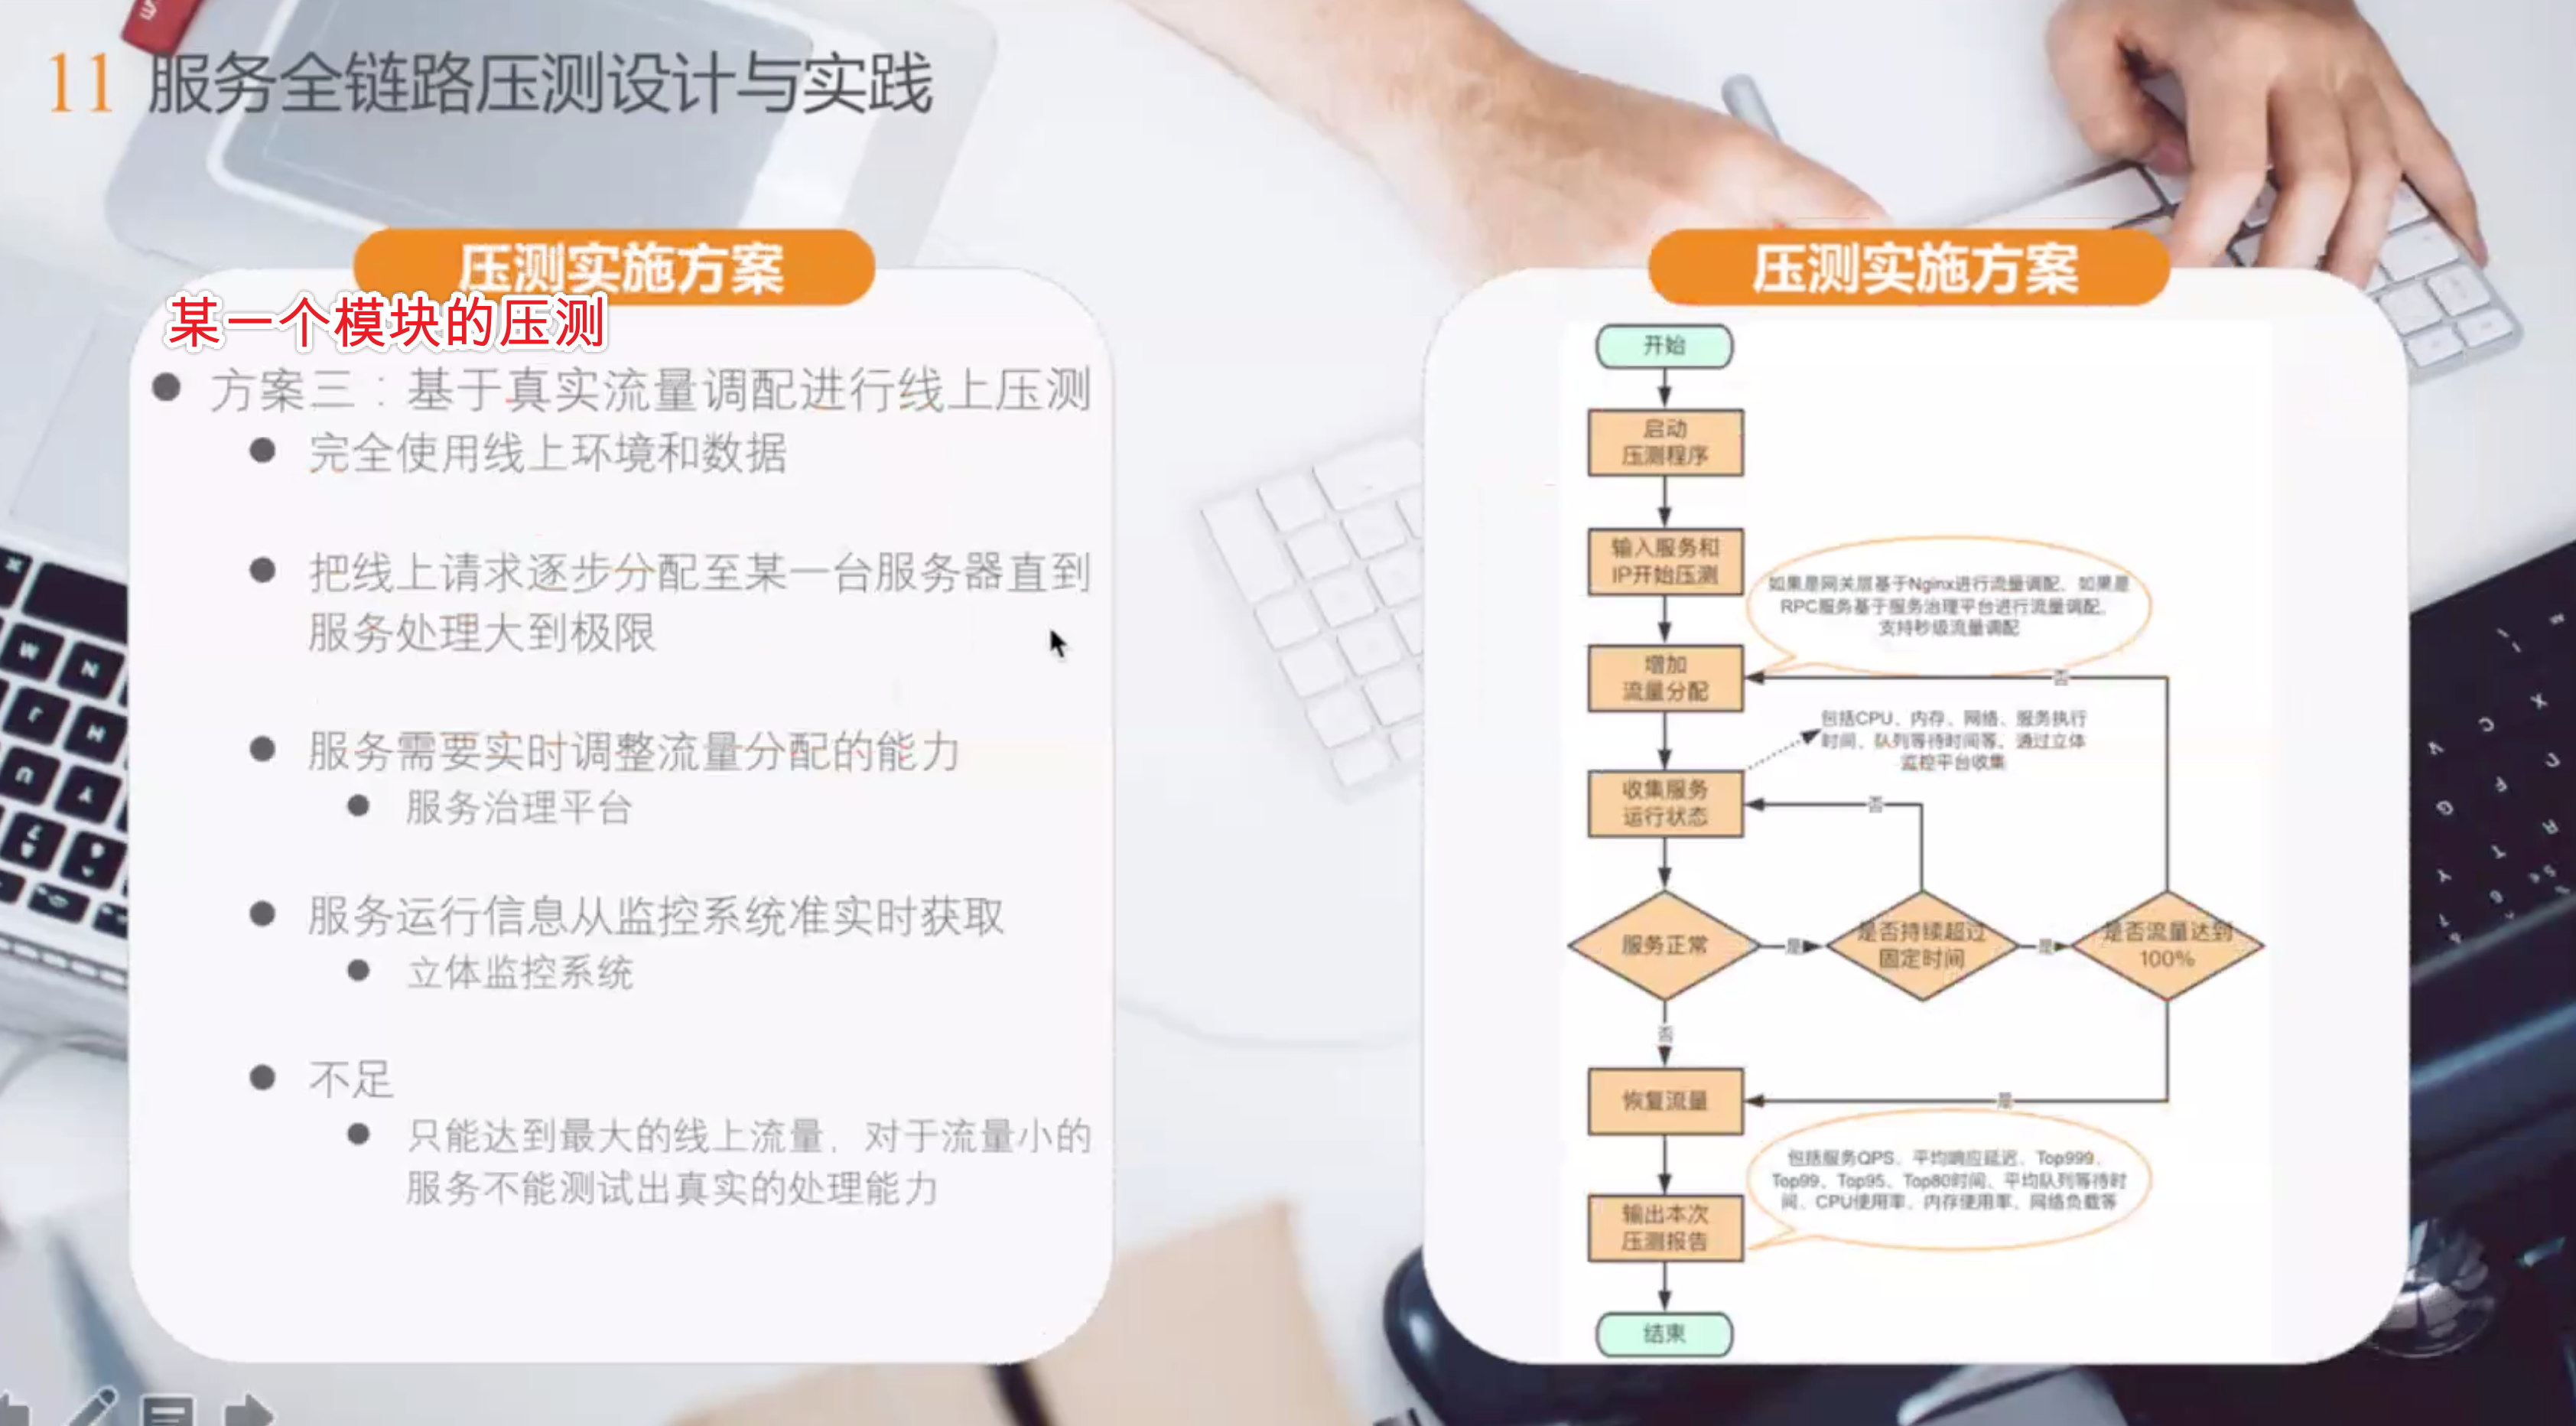 11 服务全链路压测设计与实践
压测实施方案
某一个模块的压测
方案三：基于真实流量调配进行线上压测
完全使用线上环境和数据
把线上请求逐步分配至某一台服务器直到
服务处理大到极限
服务需要实时调整流量分配的能力
服务治理平台
服务运行信息从监控系统准实时获取
立体监控系统
不足
只能达到最大的线上流量，对于流量小的
服务不能测试出真实的处理能力
压测实施方案
开始
启动
压测程序
输入服务和
IP开始压测
如果是网关层基于Nginx进行流量调配、如果是
RPC服务基于服务治理平台进行流量调配，
支持秒级流量调配
增加
流量分配
否
包括CPU、内存、网络、服务执行
时间、队列等待时间等，通过立体
监控平台收集
收集服务
运行状态
否
服务正常
是
是否持续超过
固定时间
是
是否流量达到
100%
否
恢复流量
是
包括服务QPS、平均响应延迟、Top999、
Top99、Top95、Top80时间、平均队列等待时
间、CPU使用率、内存使用率、网络负载等
输出本次
压测报告
结束